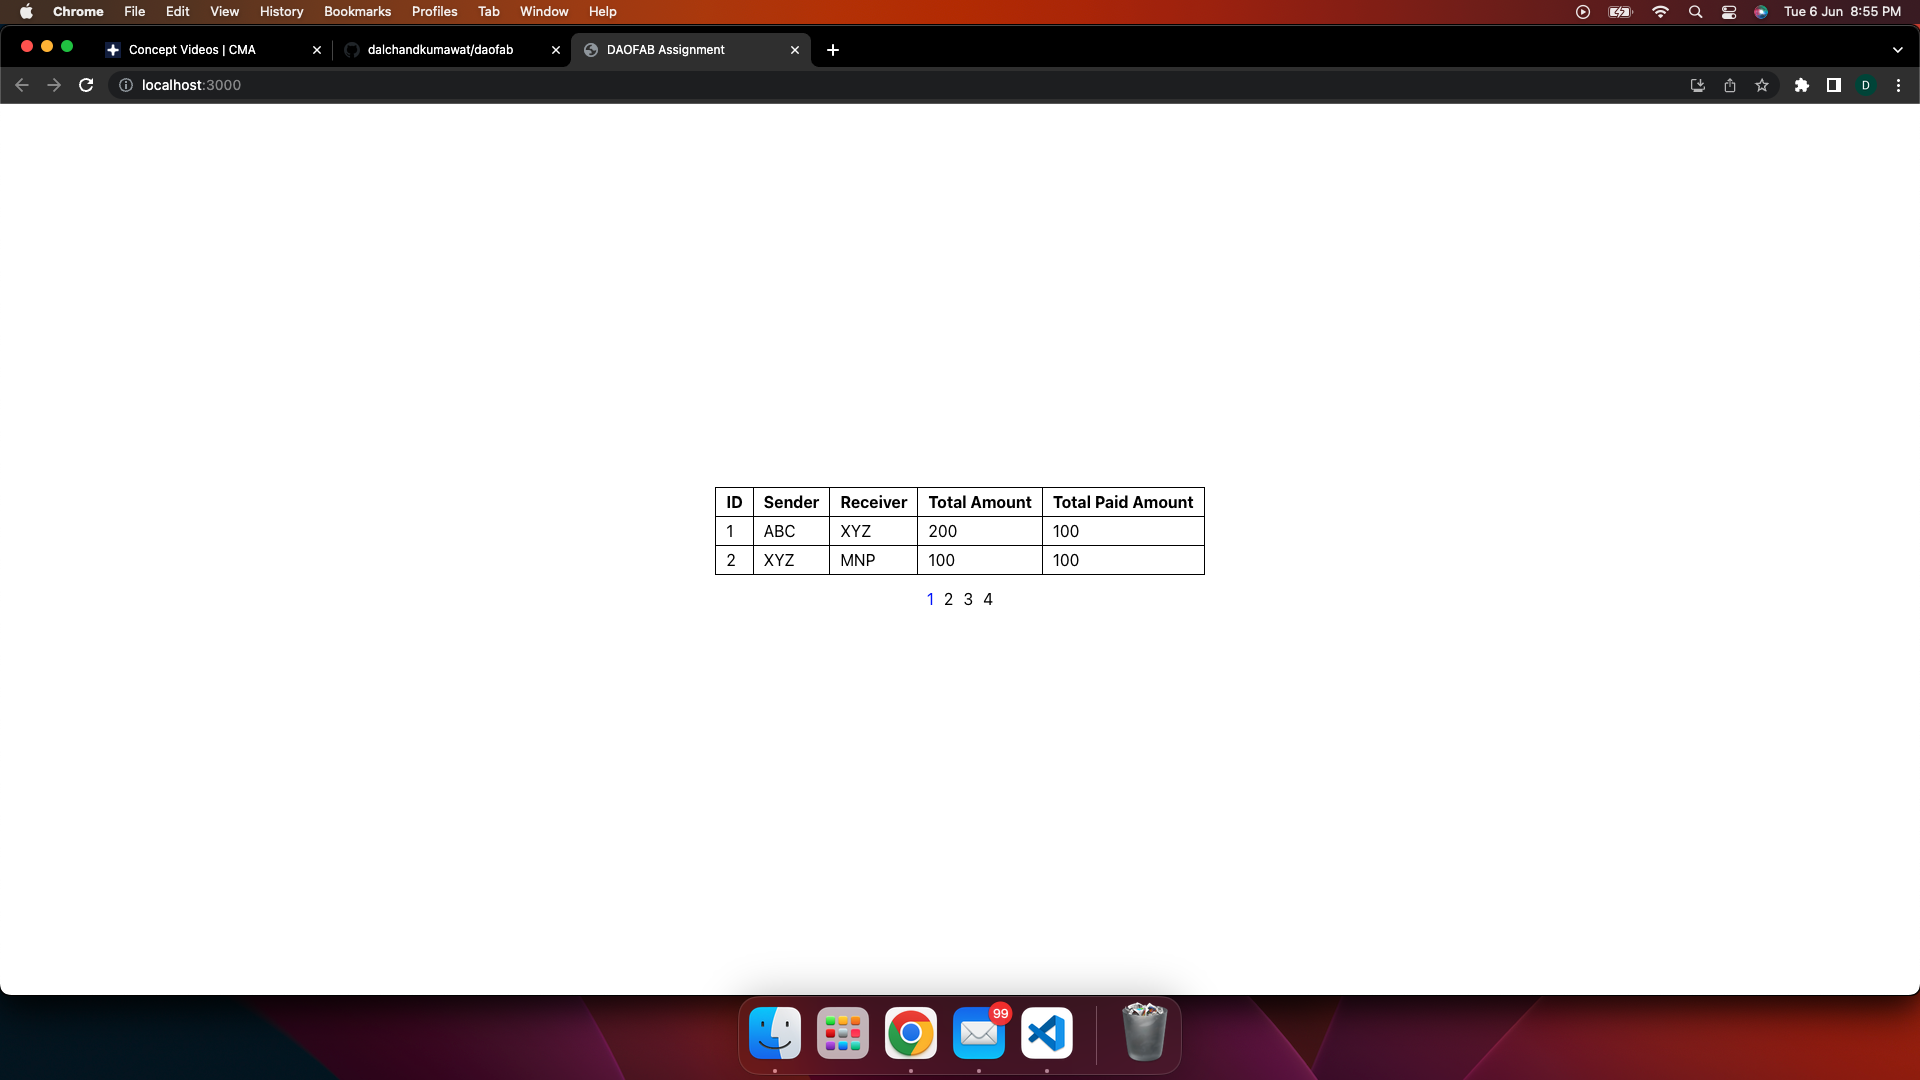 Chrome File Edit View History Bookmarks Profiles Tab Window Help Tue 6 Jun 8:55 PM
Concept Videos | CMA dalchandkumawat/daofab DAOFAB Assignment
localhost:3000 D
ID Sender Receiver Total Amount Total Paid Amount
1 ABC XYZ 200 100
2 XYZ MNP 100 100
1 2 3 4
99